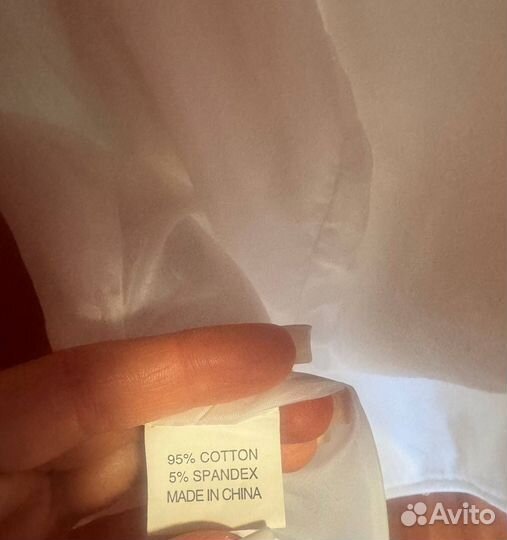 95% COTTON
5% SPANDEX
MADE IN CHINA
Avito